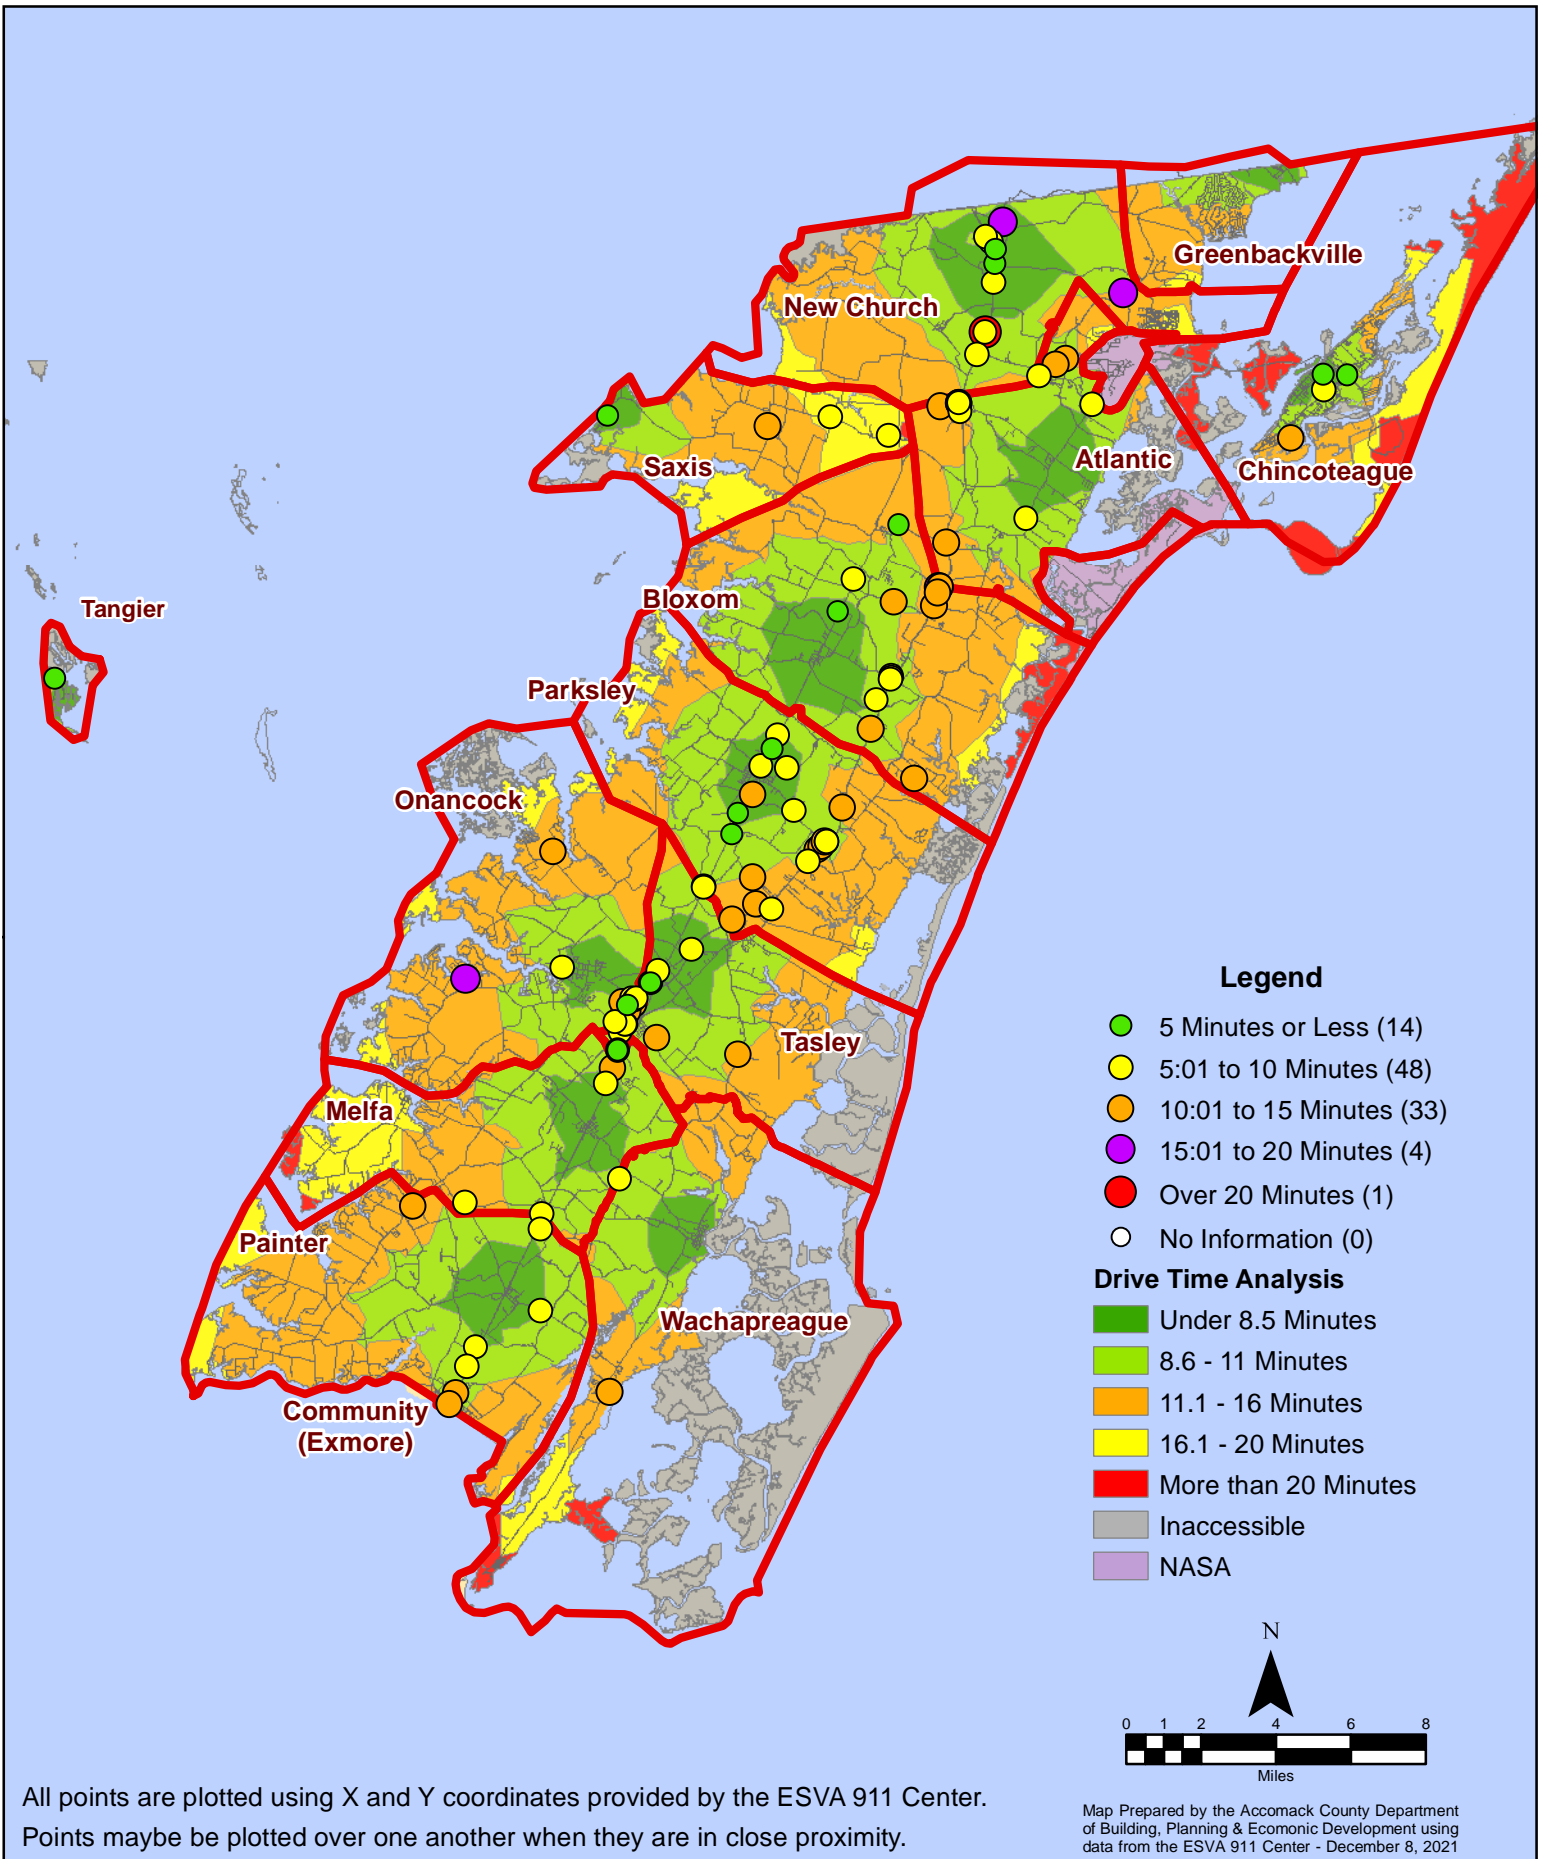 Greenbackville
New Church
Atlantic
Chincoteague
Saxis
Bloxom
Tangier
Parksley
Onancock
Tasley
Melfa
Painter
Wachapreague
Community
(Exmore)
Legend
5 Minutes or Less (14)
5:01 to 10 Minutes (48)
10:01 to 15 Minutes (33)
15:01 to 20 Minutes (4)
Over 20 Minutes (1)
No Information (0)
Drive Time Analysis
Under 8.5 Minutes
8.6 - 11 Minutes
11.1 - 16 Minutes
16.1 - 20 Minutes
More than 20 Minutes
Inaccessible
NASA
N
0 1 2 4 6 8
Miles
All points are plotted using X and Y coordinates provided by the ESVA 911 Center.
Points maybe be plotted over one another when they are in close proximity.
Map Prepared by the Accomack County Department
of Building, Planning & Ecomonic Development using
data from the ESVA 911 Center - December 8, 2021